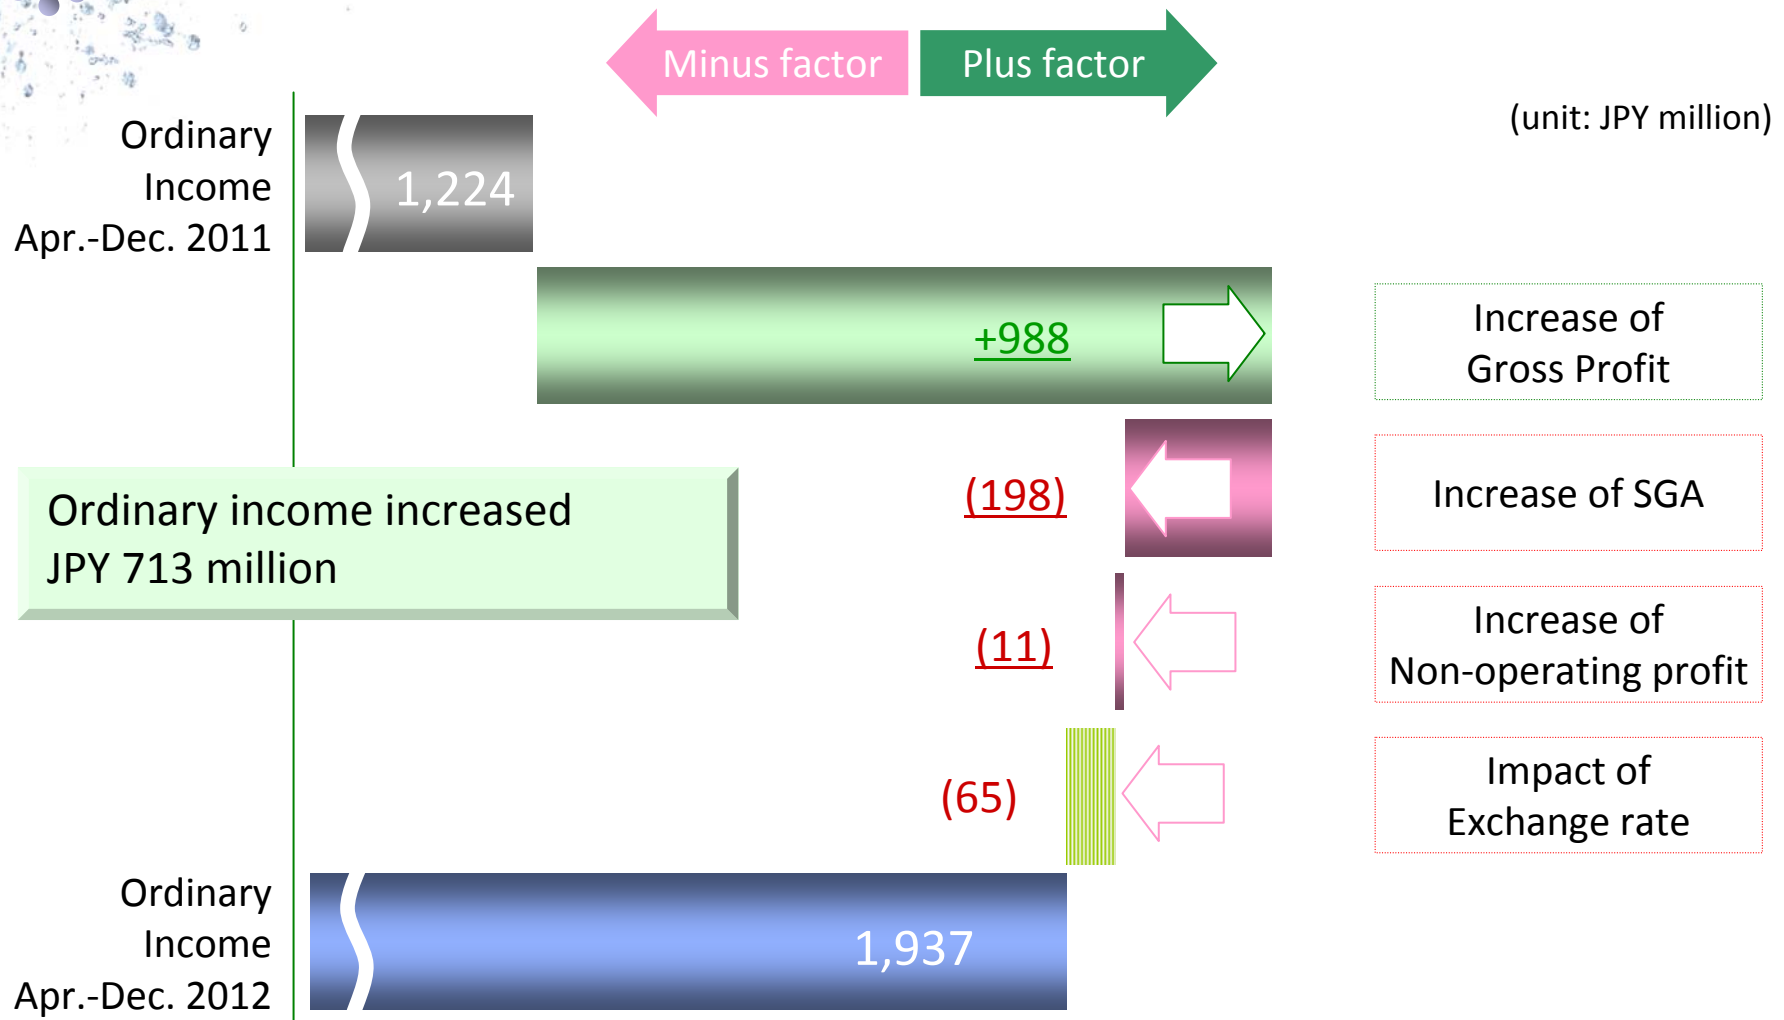 Minus factor
Plus factor
(unit: JPY million)
Ordinary
Income
Apr.-Dec. 2011
1,224
+988
Increase of
Gross Profit
(198)
Increase of SGA
Ordinary income increased
JPY 713 million
(11)
Increase of
Non-operating profit
(65)
Impact of
Exchange rate
Ordinary
Income
Apr.-Dec. 2012
1,937